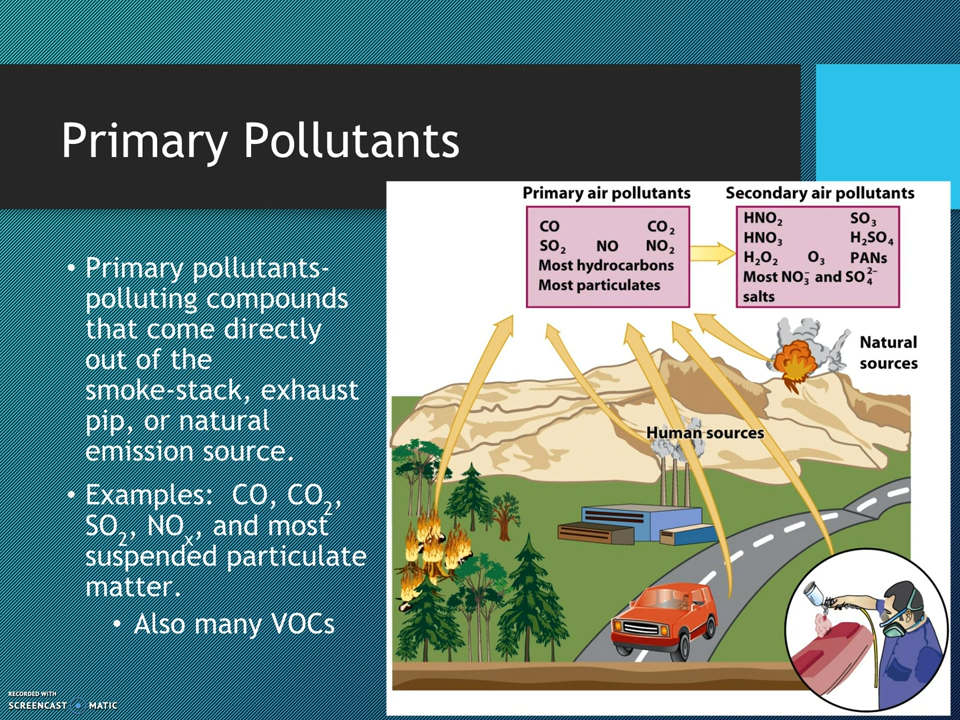 Primary Pollutants
• Primary pollutants-
polluting compounds
that come directly
out of the
smoke-stack, exhaust
pip, or natural
emission source.
• Examples: CO, CO₂,
SO₂, NOₓ, and most
suspended particulate
matter.
• Also many VOCs
Primary air pollutants
CO CO₂
SO₂ NO NO₂
Most hydrocarbons
Most particulates
Secondary air pollutants
HNO₂ SO₃
HNO₃ H₂SO₄
H₂O₂ O₃ PANs
Most NO₃⁻ and SO₄²⁻
salts
Natural
sources
Human sources
RECORDED WITH
SCREENCAST MATIC